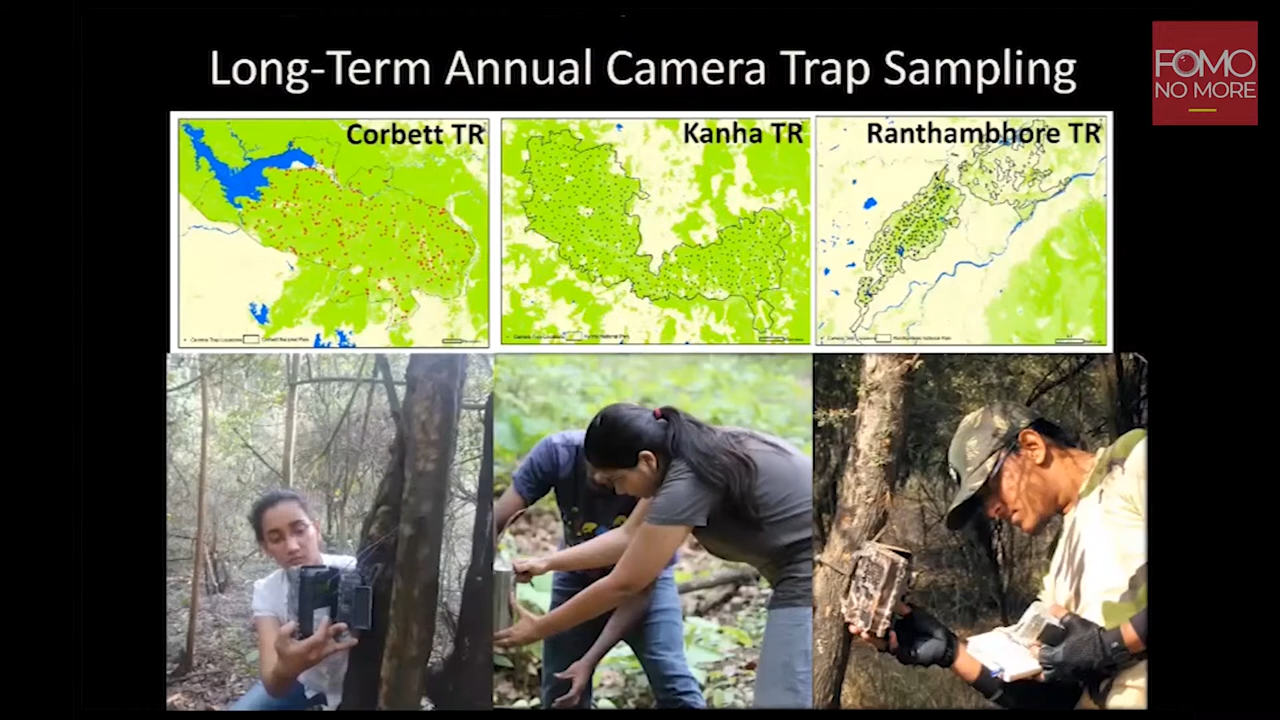 Long-Term Annual Camera Trap Sampling
FOMO
NO MORE
Corbett TR
Kanha TR
Ranthambhore TR